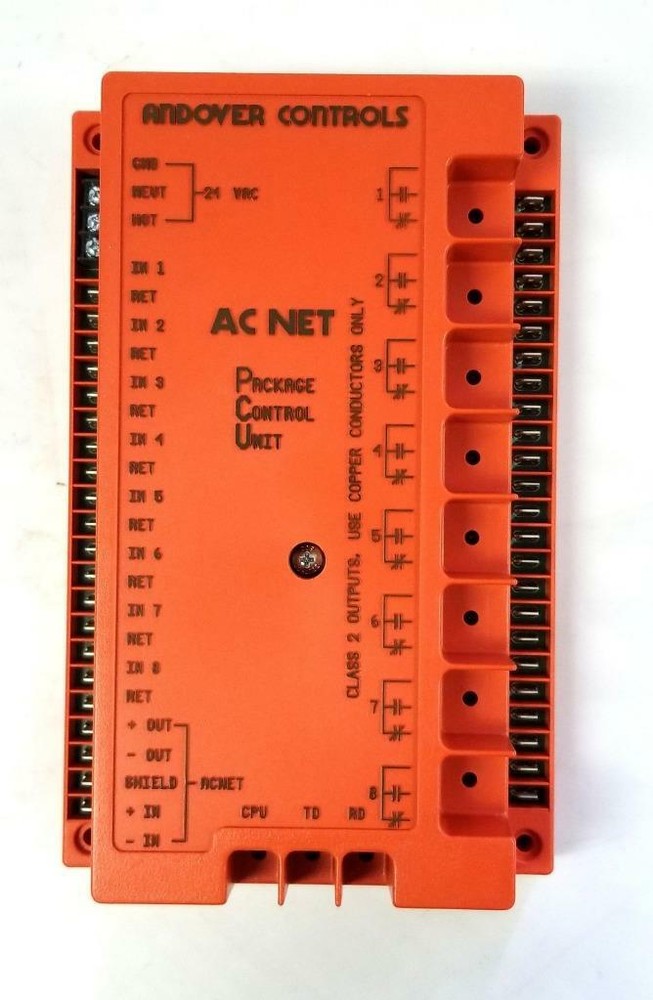 ANDOVER CONTROLS
GND
NEUT
24 VAC
HOT
IN 1
RET
IN 2
RET
IN 3
RET
IN 4
RET
IN 5
RET
IN 6
RET
IN 7
RET
IN 8
RET
+ OUT
- OUT
SHIELD
ACNET
+ IN
- IN
AC NET
PACKAGE
CONTROL
UNIT
CLASS 2 OUTPUTS, USE COPPER CONDUCTORS ONLY
1
2
3
4
5
6
7
8
CPU TD RD